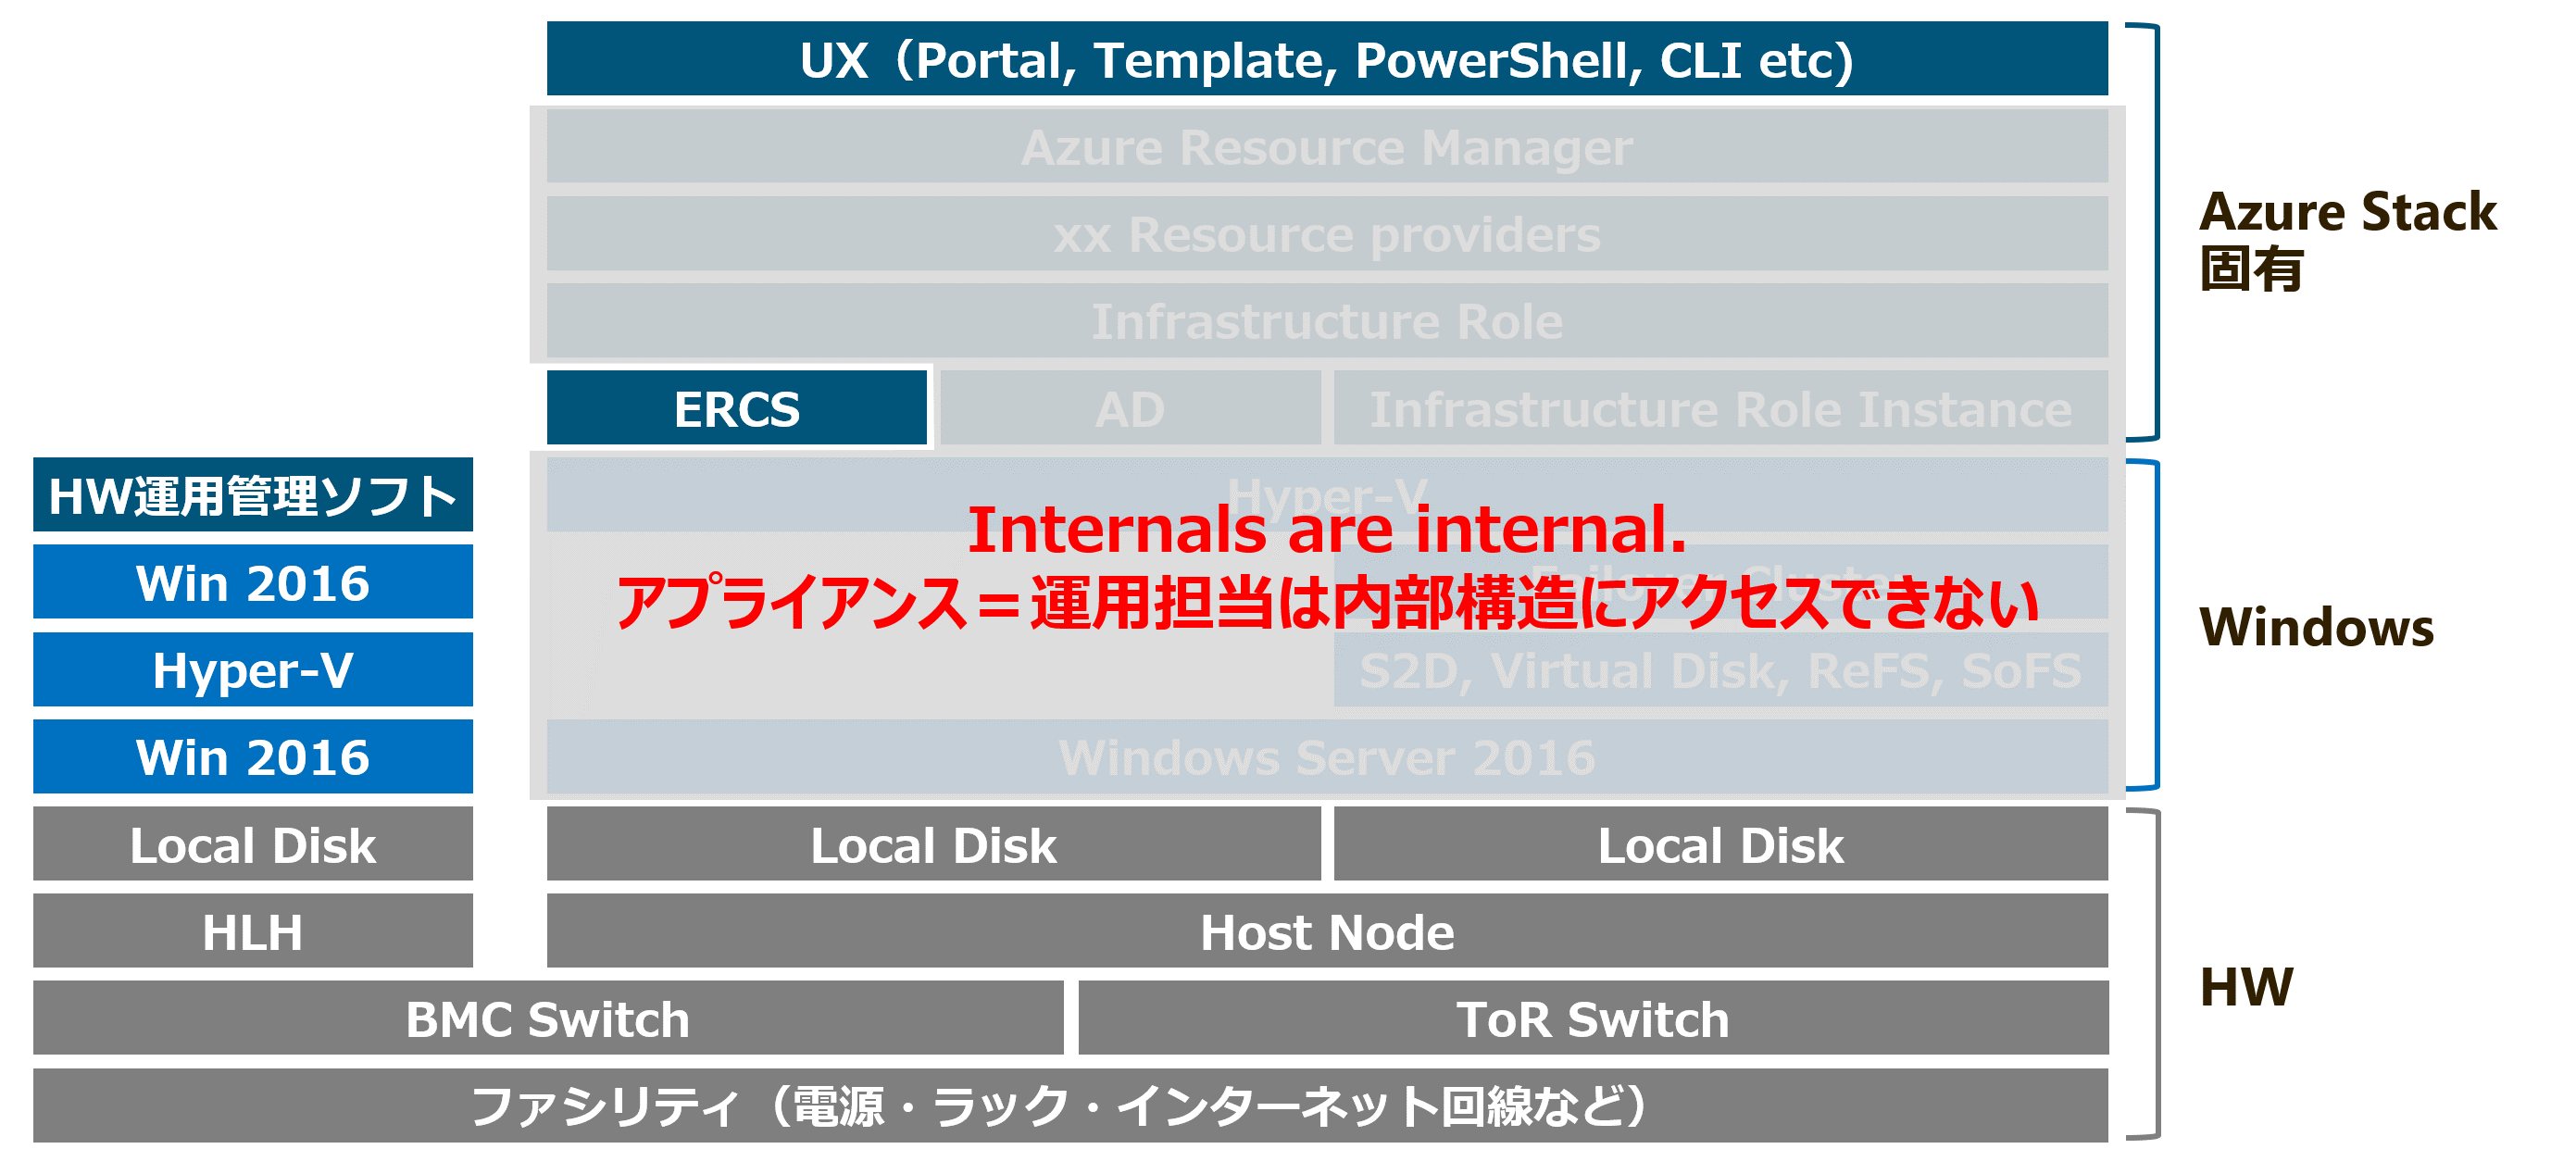 UX（Portal, Template, PowerShell, CLI etc)
Azure Resource Manager
xx Resource providers
Infrastructure Role
ERCS
AD
Infrastructure Role Instance
Azure Stack
固有
HW運用管理ソフト
Win 2016
Hyper-V
Win 2016
Hyper-V
Internals are internal.
アプライアンス＝運用担当は内部構造にアクセスできない
Failover Cluster
S2D, Virtual Disk, ReFS, SoFS
Windows Server 2016
Windows
Local Disk
Local Disk
Local Disk
HLH
Host Node
BMC Switch
ToR Switch
ファシリティ（電源・ラック・インターネット回線など）
HW